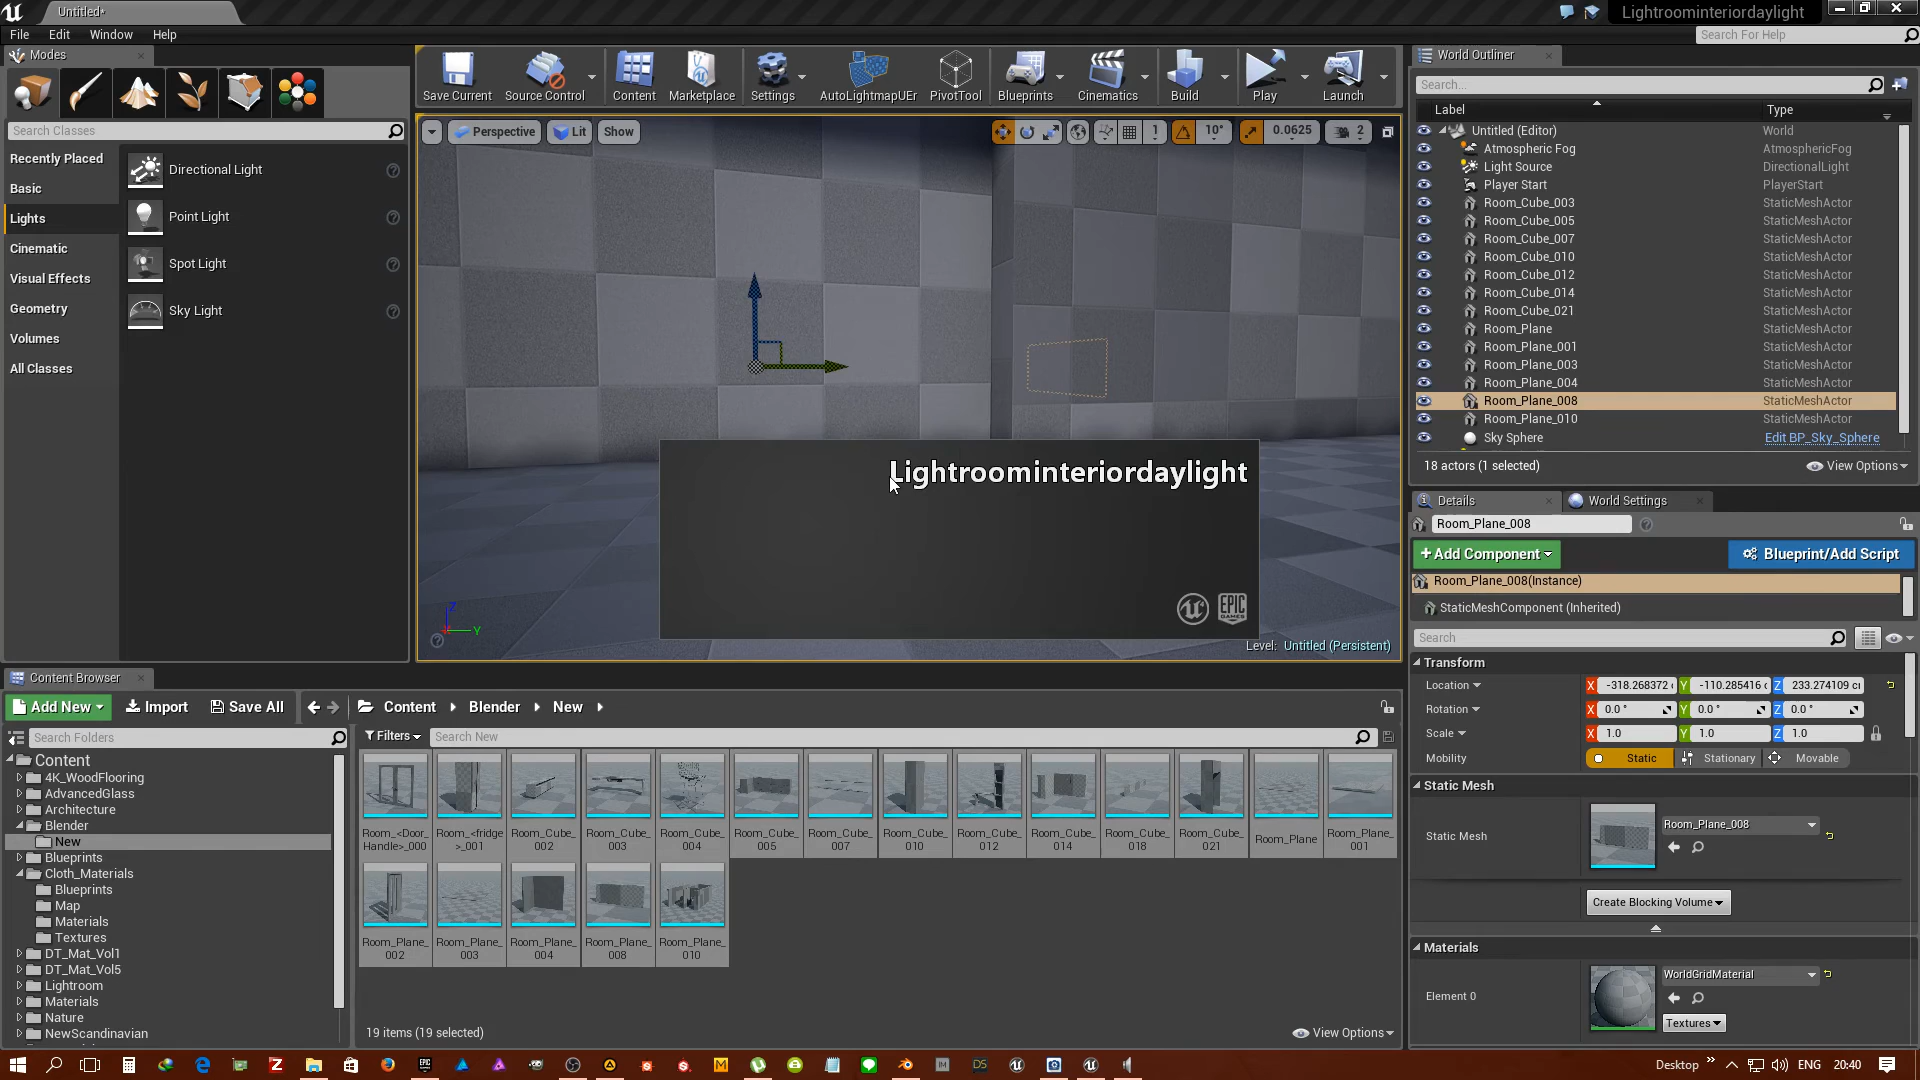 Untitled*
Lightroominteriordaylight
File Edit Window Help
Search For Help
Modes
Search Classes
Recently Placed
Basic
Lights
Cinematic
Visual Effects
Geometry
Volumes
All Classes
Directional Light
Point Light
Spot Light
Sky Light
Save Current Source Control Content Marketplace Settings AutoLightmapUEr PivotTool Blueprints Cinematics Build Play Launch
Perspective Lit Show
1 10° 0.0625 2
Lightroominteriordaylight
EPIC GAMES
Z
Y
Level: Untitled (Persistent)
World Outliner
Search...
Label Type
Untitled (Editor) World
Atmospheric Fog AtmosphericFog
Light Source DirectionalLight
Player Start PlayerStart
Room_Cube_003 StaticMeshActor
Room_Cube_005 StaticMeshActor
Room_Cube_007 StaticMeshActor
Room_Cube_010 StaticMeshActor
Room_Cube_012 StaticMeshActor
Room_Cube_014 StaticMeshActor
Room_Cube_021 StaticMeshActor
Room_Plane StaticMeshActor
Room_Plane_001 StaticMeshActor
Room_Plane_003 StaticMeshActor
Room_Plane_004 StaticMeshActor
Room_Plane_008 StaticMeshActor
Room_Plane_010 StaticMeshActor
Sky Sphere Edit BP_Sky_Sphere
18 actors (1 selected) View Options
Details World Settings
Room_Plane_008
+Add Component Blueprint/Add Script
Room_Plane_008(Instance)
StaticMeshComponent (Inherited)
Search
Transform
Location X -318.268372 Y -110.285416 Z 233.274109
Rotation X 0.0° Y 0.0° Z 0.0°
Scale X 1.0 Y 1.0 Z 1.0
Mobility Static Stationary Movable
Static Mesh
Static Mesh Room_Plane_008
Create Blocking Volume
Materials
Element 0 WorldGridMaterial
Textures
Content Browser
Add New Import Save All Content Blender New
Search Folders
Content
4K_WoodFlooring
AdvancedGlass
Architecture
Blender
New
Blueprints
Cloth_Materials
Blueprints
Map
Materials
Textures
DT_Mat_Vol1
DT_Mat_Vol5
Lightroom
Materials
Nature
NewScandinavian
Filters Search New
Room_<Door_ Room_<fridge Room_Cube_ Room_Cube_ Room_Cube_ Room_Cube_ Room_Cube_ Room_Cube_ Room_Cube_ Room_Cube_ Room_Cube_ Room_Cube_ Room_Plane Room_Plane_
Handle>_000 >_001 002 003 004 005 007 010 012 014 018 021 001
Room_Plane_ Room_Plane_ Room_Plane_ Room_Plane_ Room_Plane_
002 003 004 008 010
19 items (19 selected) View Options
Desktop ENG 20:40